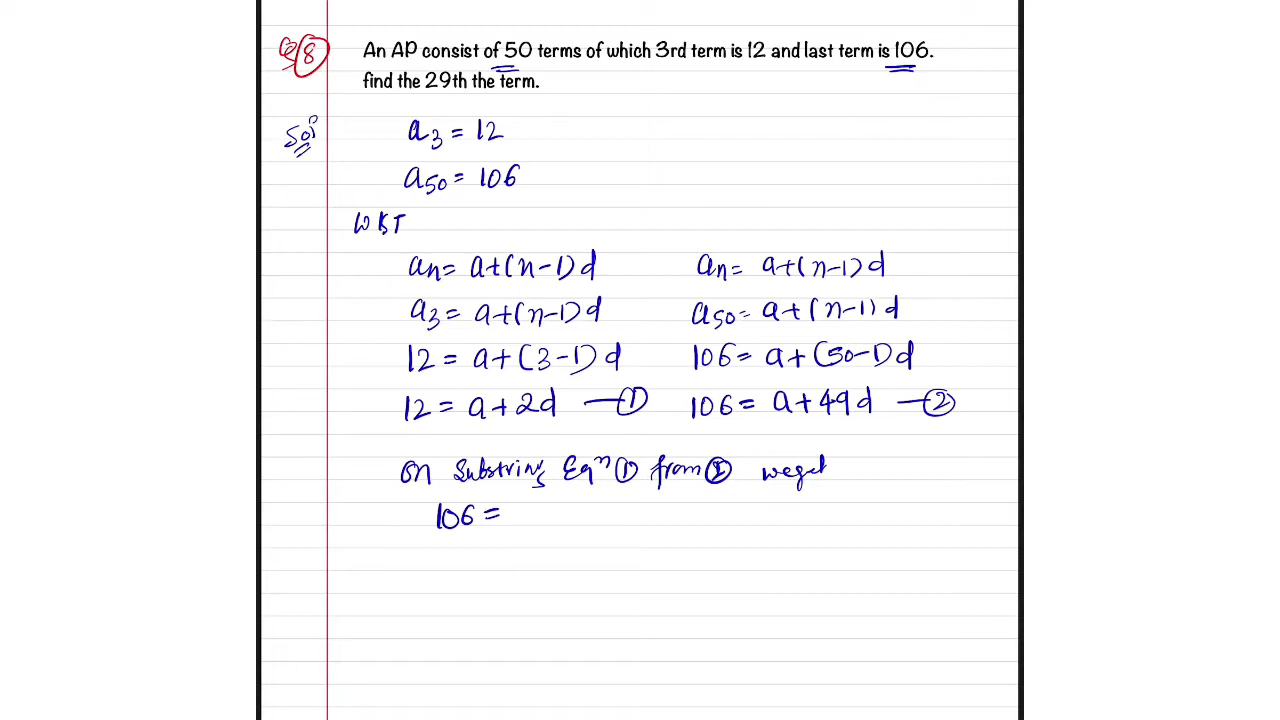 Q8 An AP consist of 50 terms of which 3rd term is 12 and last term is 106.
find the 29th the term.
Solⁿ a₃ = 12
a₅₀ = 106
WKT
aₙ = a+(n-1)d aₙ = a+(n-1)d
a₃ = a+(n-1)d a₅₀ = a+(n-1)d
12 = a+(3-1)d 106 = a+(50-1)d
12 = a+2d —① 106 = a+49d —②
on Substring Eqⁿ ① from ② we get
106 =